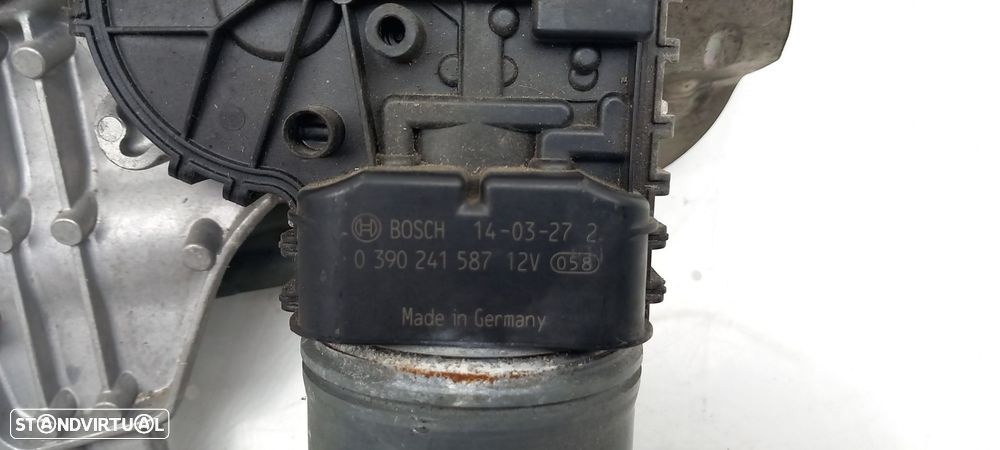 BOSCH 14-03-27 2
0 390 241 587 12V 058
Made in Germany
STANDVIRTUAL